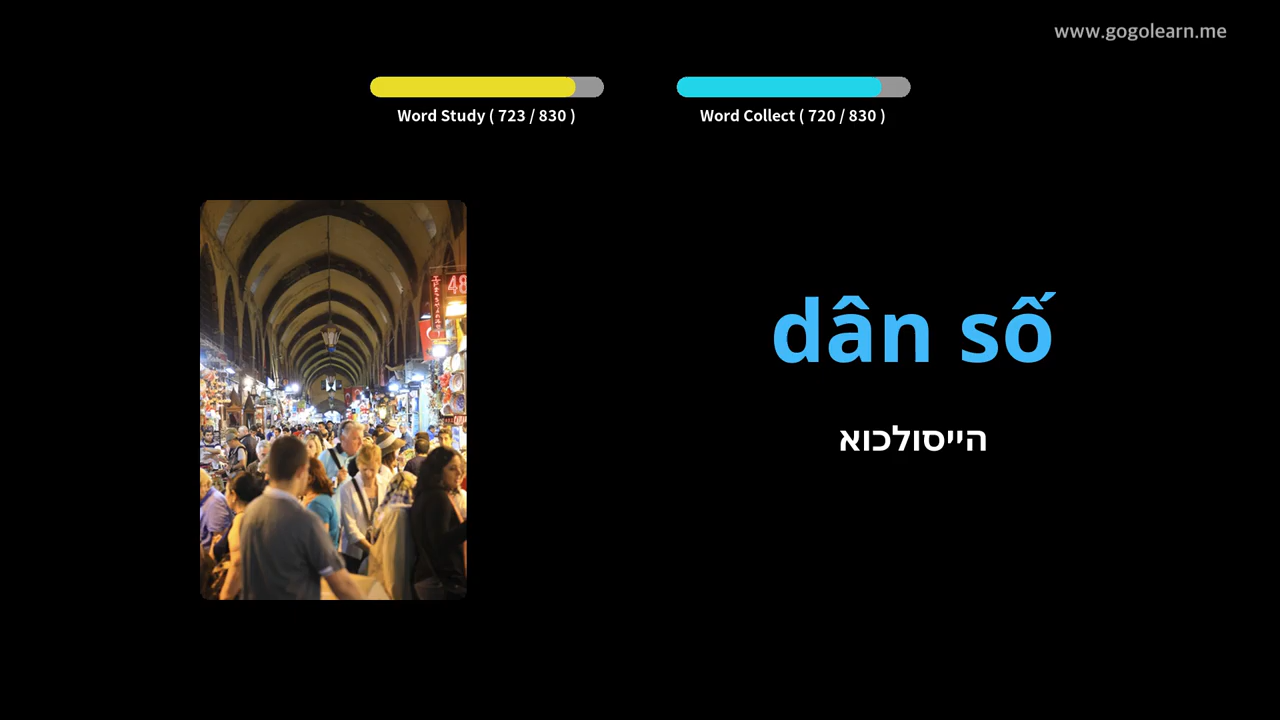 www.gogolearn.me
Word Study ( 723 / 830 )
Word Collect ( 720 / 830 )
48
dân số
הייסולכוא